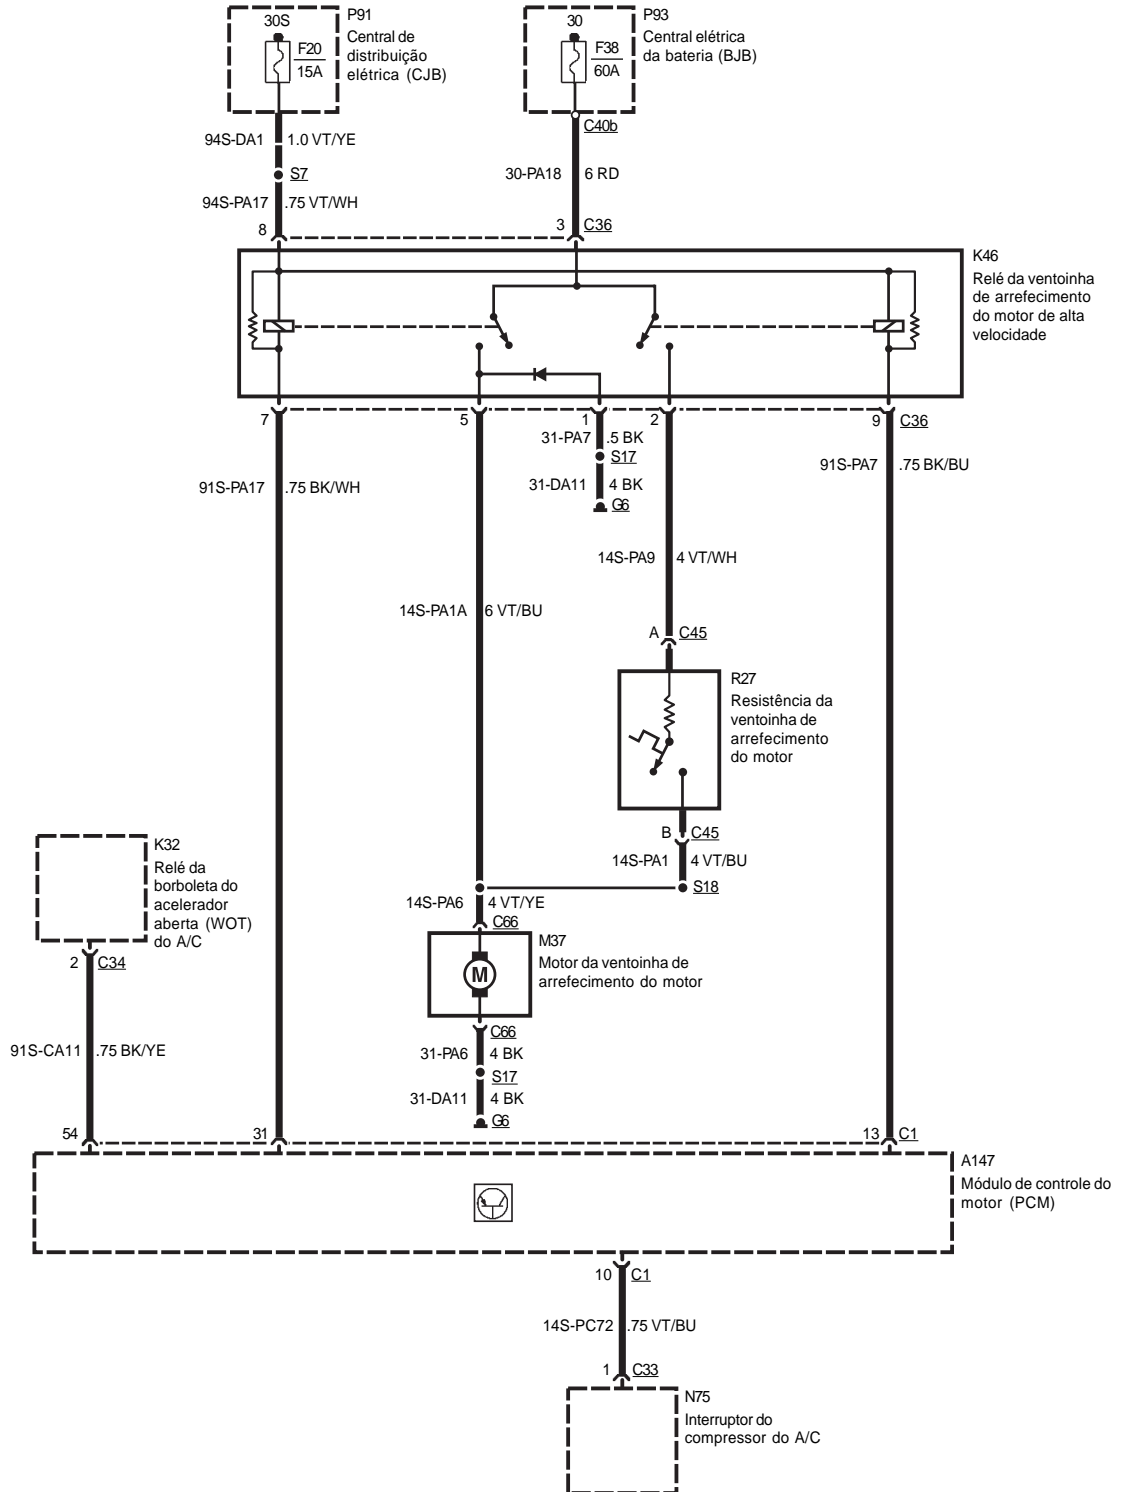 30S
F20
15A
P91
Central de
distribuição
elétrica (CJB)
30
F38
60A
P93
Central elétrica
da bateria (BJB)
C40b
94S-DA1 1.0 VT/YE
S7
94S-PA17 .75 VT/WH
30-PA18 6 RD
8
3 C36
K46
Relé da ventoinha
de arrefecimento
do motor de alta
velocidade
7
5
1
2
9 C36
31-PA7 .5 BK
S17
31-DA11 4 BK
G6
91S-PA17 .75 BK/WH
91S-PA7 .75 BK/BU
14S-PA9 4 VT/WH
14S-PA1A 6 VT/BU
A C45
R27
Resistência da
ventoinha de
arrefecimento
do motor
B C45
14S-PA1 4 VT/BU
S18
K32
Relé da
borboleta do
acelerador
aberta (WOT)
do A/C
2 C34
14S-PA6 4 VT/YE
C66
M
M37
Motor da ventoinha de
arrefecimento do motor
C66
31-PA6 4 BK
S17
31-DA11 4 BK
G6
91S-CA11 .75 BK/YE
54
31
13 C1
A147
Módulo de controle do
motor (PCM)
10 C1
14S-PC72 .75 VT/BU
1 C33
N75
Interruptor do
compressor do A/C